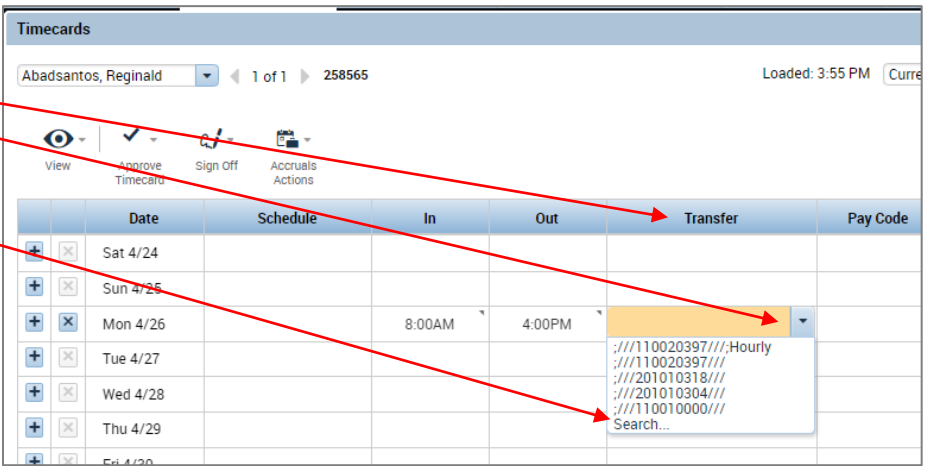 Timecards
Abadsantos, Reginald 1 of 1 258565 Loaded: 3:55 PM Curre
View Approve Timecard Sign Off Accruals Actions
Date Schedule In Out Transfer Pay Code
Sat 4/24
Sun 4/25
Mon 4/26 8:00AM 4:00PM
;///110020397///;Hourly
;///110020397///
Tue 4/27
;///201010318///
;///201010304///
Wed 4/28
;///110010000///
Search...
Thu 4/29
Fri 4/30